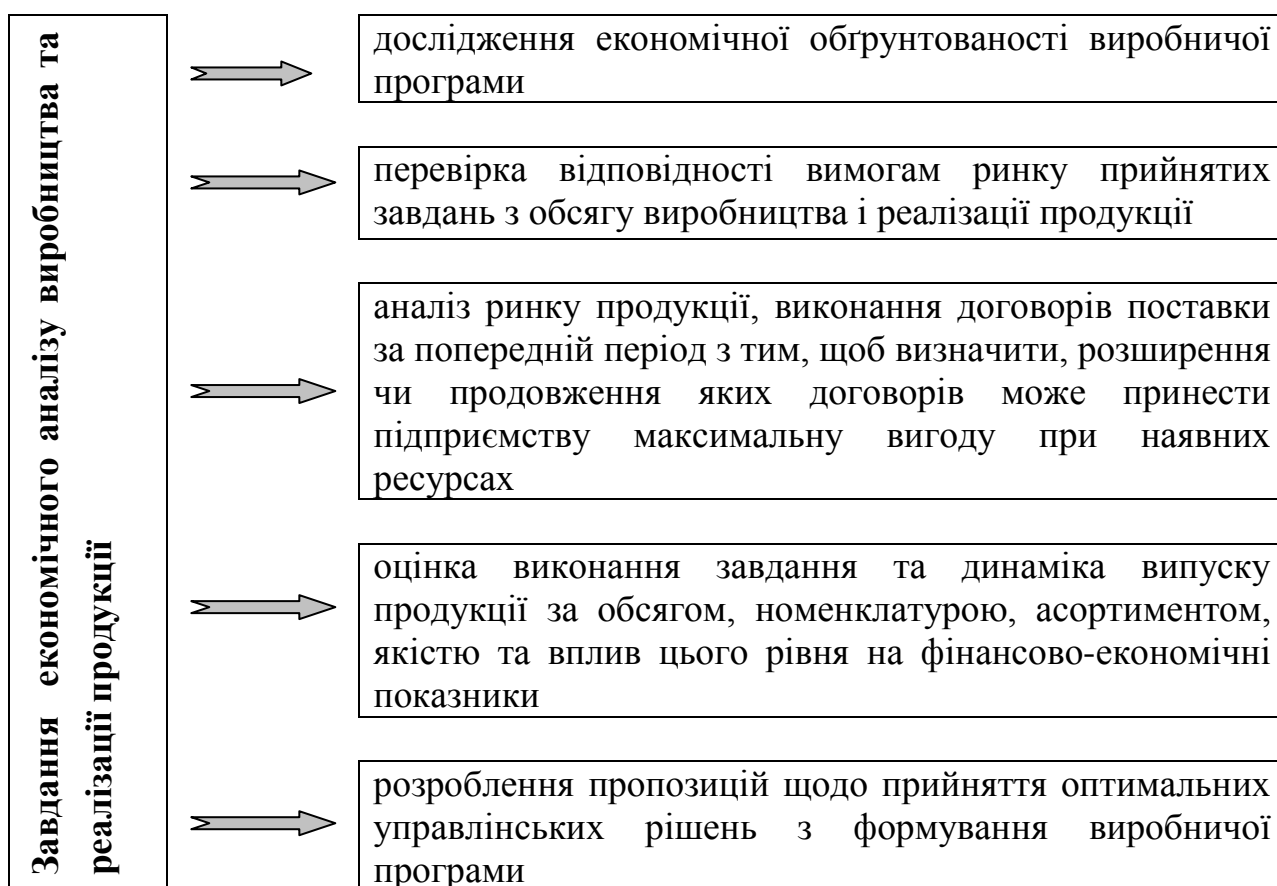 Завдання економічного аналізу виробництва та
реалізації продукції
дослідження економічної обґрунтованості виробничої
програми
перевірка відповідності вимогам ринку прийнятих
завдань з обсягу виробництва і реалізації продукції
аналіз ринку продукції, виконання договорів поставки
за попередній період з тим, щоб визначити, розширення
чи продовження яких договорів може принести
підприємству максимальну вигоду при наявних
ресурсах
оцінка виконання завдання та динаміка випуску
продукції за обсягом, номенклатурою, асортиментом,
якістю та вплив цього рівня на фінансово-економічні
показники
розроблення пропозицій щодо прийняття оптимальних
управлінських рішень з формування виробничої
програми